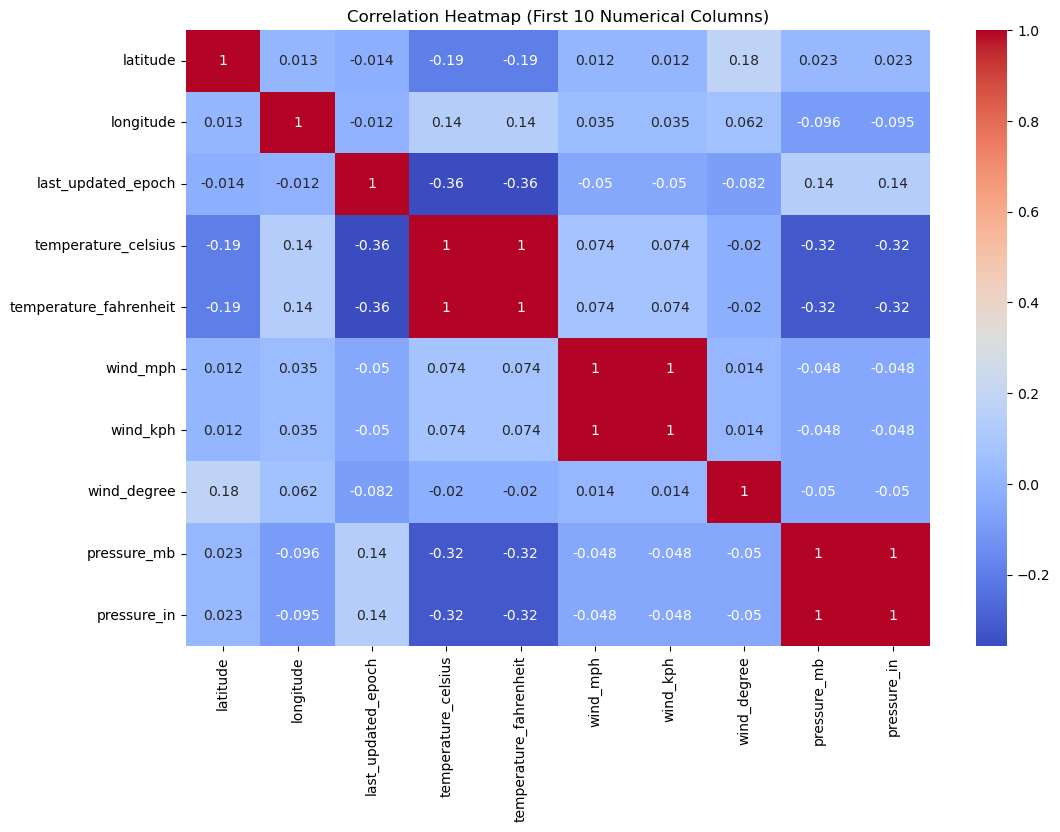 Correlation Heatmap (First 10 Numerical Columns)
latitude 1 0.013 -0.014 -0.19 -0.19 0.012 0.012 0.18 0.023 0.023
longitude 0.013 1 -0.012 0.14 0.14 0.035 0.035 0.062 -0.096 -0.095
last_updated_epoch -0.014 -0.012 1 -0.36 -0.36 -0.05 -0.05 -0.082 0.14 0.14
temperature_celsius -0.19 0.14 -0.36 1 1 0.074 0.074 -0.02 -0.32 -0.32
temperature_fahrenheit -0.19 0.14 -0.36 1 1 0.074 0.074 -0.02 -0.32 -0.32
wind_mph 0.012 0.035 -0.05 0.074 0.074 1 1 0.014 -0.048 -0.048
wind_kph 0.012 0.035 -0.05 0.074 0.074 1 1 0.014 -0.048 -0.048
wind_degree 0.18 0.062 -0.082 -0.02 -0.02 0.014 0.014 1 -0.05 -0.05
pressure_mb 0.023 -0.096 0.14 -0.32 -0.32 -0.048 -0.048 -0.05 1 1
pressure_in 0.023 -0.095 0.14 -0.32 -0.32 -0.048 -0.048 -0.05 1 1
latitude
longitude
last_updated_epoch
temperature_celsius
temperature_fahrenheit
wind_mph
wind_kph
wind_degree
pressure_mb
pressure_in
1.0
0.8
0.6
0.4
0.2
0.0
−0.2